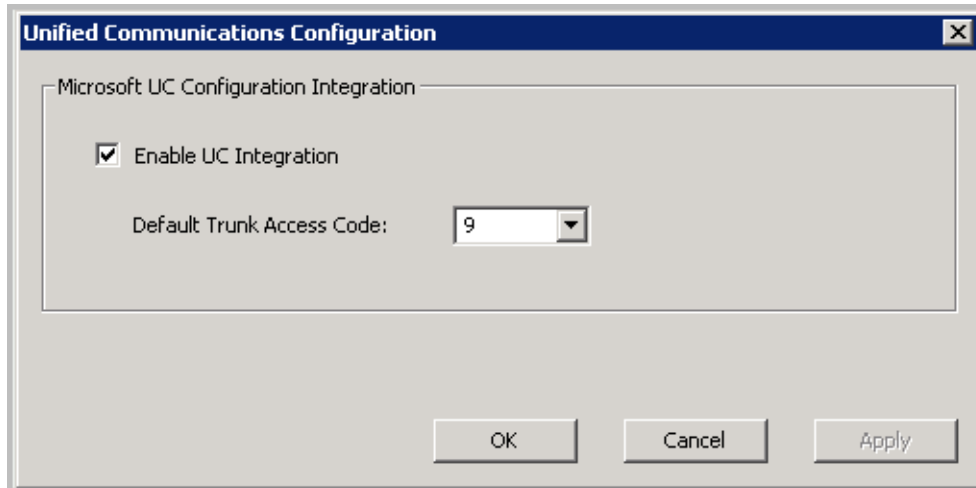 Unified Communications Configuration
Microsoft UC Configuration Integration
Enable UC Integration
Default Trunk Access Code: 9
OK Cancel Apply